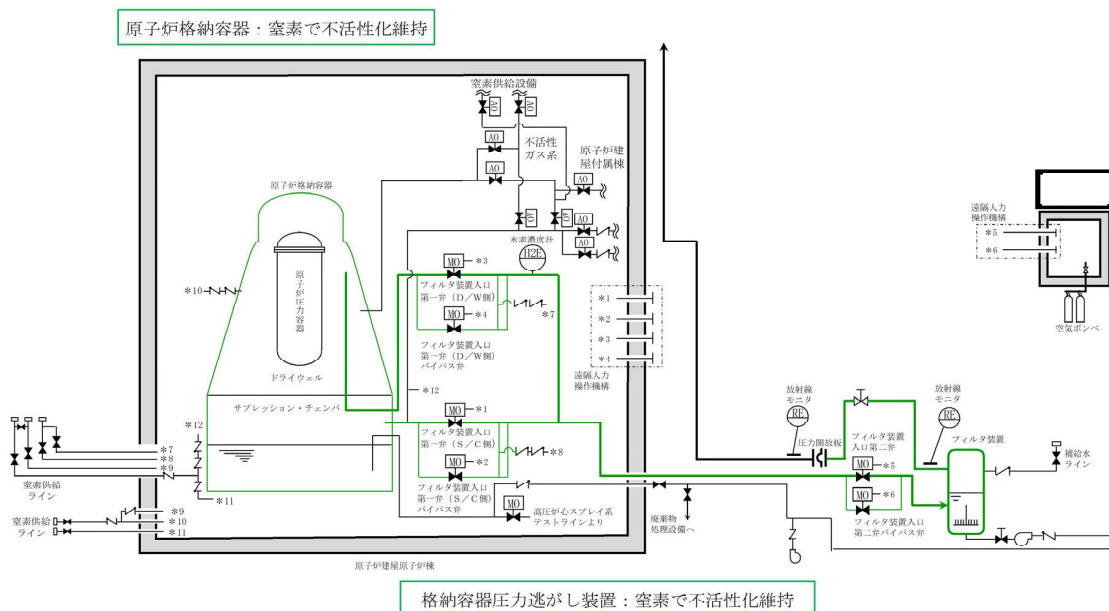 原子炉格納容器：窒素で不活性化維持
窒素供給設備
AO
AO
AO
不活性
ガス系
AO
原子炉建
屋付属棟
AO
AO
AO
AO
AO
原子炉格納容器
水素濃度計
H2E
遠隔人力
操作機構
*5
*6
空気ボンベ
原子炉圧力容器
*10
MO
*3
フィルタ装置入口
第一弁（D／W側）
MO
*4
*7
フィルタ装置入口
第一弁（D／W側）
バイパス弁
*1
*2
*3
*4
遠隔人力
操作機構
ドライウェル
*12
サプレッション・チェンバ
MO
*1
フィルタ装置入口
第一弁（S／C側）
MO
*2
*8
フィルタ装置入口
第一弁（S／C側）
バイパス弁
*12
*7
*8
*9
窒素供給
ライン
*11
*9
*10
*11
窒素供給
ライン
MO
高圧炉心スプレイ系
テストラインより
廃棄物
処理設備へ
放射線
モニタ
RE
圧力開放板
放射線
モニタ
RE
フィルタ装置
入口第二弁
MO
*5
MO
*6
フィルタ装置入口
第二弁バイパス弁
フィルタ装置
補給水
ライン
原子炉建屋原子炉棟
格納容器圧力逃がし装置：窒素で不活性化維持